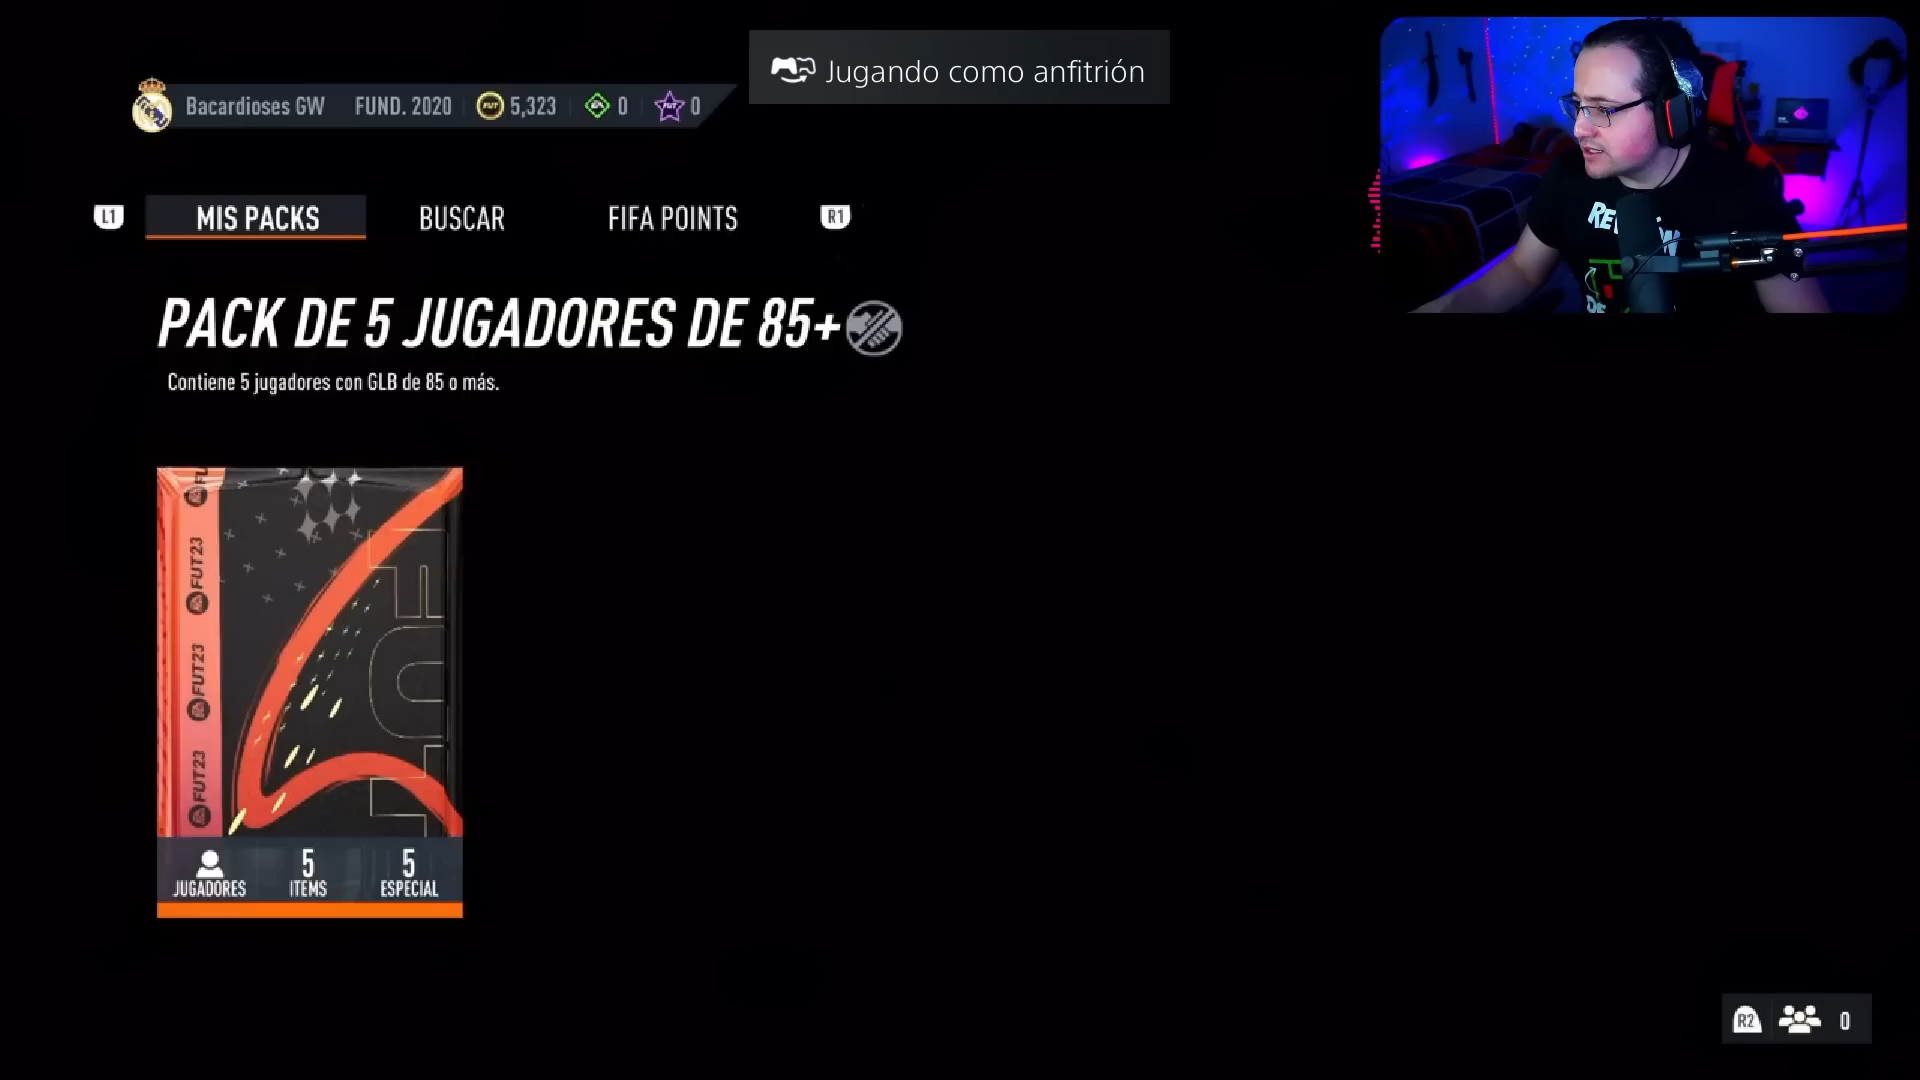 Jugando como anfitrión
Bacardioses GW FUND. 2020 5,323 0 0
L1 MIS PACKS BUSCAR FIFA POINTS R1
PACK DE 5 JUGADORES DE 85+
Contiene 5 jugadores con GLB de 85 o más.
FUT23
FUT23
FUT23
FUT
JUGADORES
5 ITEMS
5 ESPECIAL
R2 0